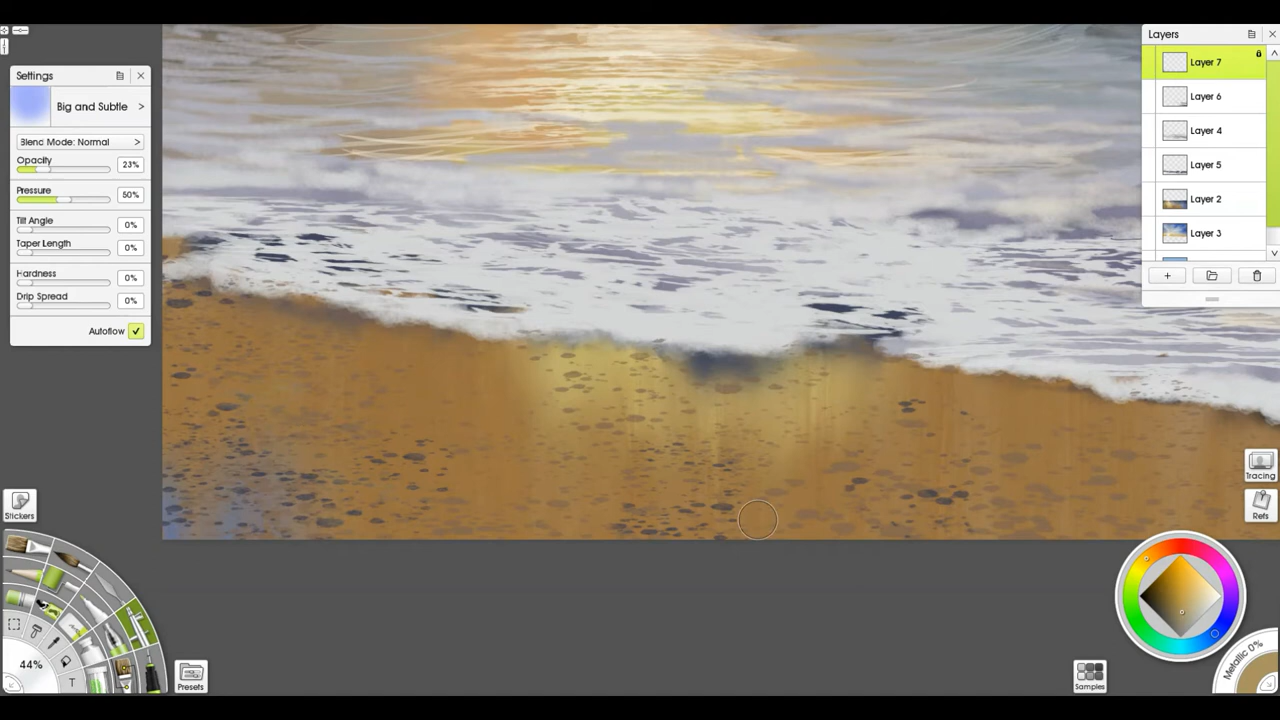 Settings
Big and Subtle >
Blend Mode: Normal >
Opacity 23%
Pressure 50%
Tilt Angle 0%
Taper Length 0%
Hardness 0%
Drip Spread 0%
Autoflow
Stickers
44%
T
Presets
Layers
Layer 7
Layer 6
Layer 4
Layer 5
Layer 2
Layer 3
Tracing
Refs
Samples
Metallic 0%